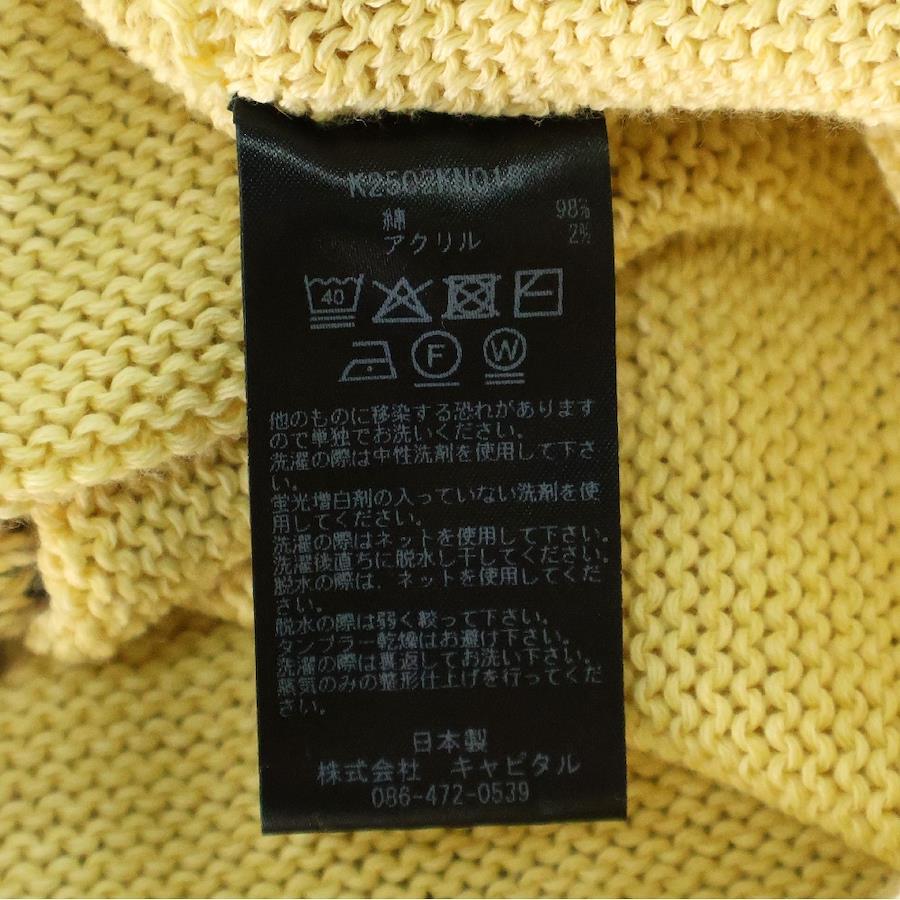 綿 98%
アクリル 2%
40
F W
他のものに移染する恐れがあります
ので単独でお洗いください。
洗濯の際は中性洗剤を使用して下さ
い。
蛍光増白剤の入っていない洗剤を使
用してください。
洗濯の際はネットを使用して下さい。
洗濯後直ちに脱水し干してください。
脱水の際は、ネットを使用してくだ
さい。
脱水の際は弱く絞って下さい。
タンブラー乾燥はお避け下さい。
洗濯の際は裏返してお洗い下さい。
蒸気のみの整形仕上げを行ってくだ
さい。
日本製
株式会社 キャピタル
086-472-0539